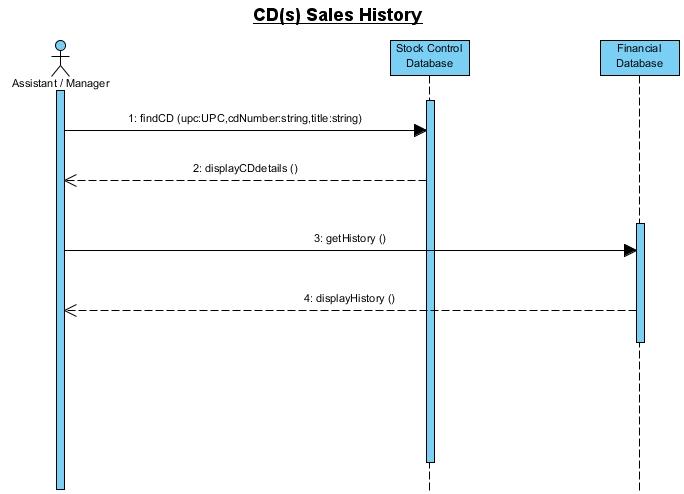 CD(s) Sales History
Assistant / Manager
Stock Control
Database
Financial
Database
1: findCD (upc:UPC,cdNumber:string,title:string)
2: displayCDdetails ()
3: getHistory ()
4: displayHistory ()